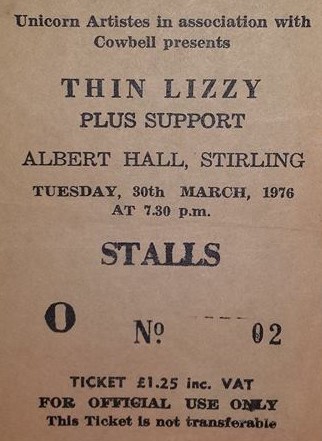 Unicorn Artistes in association with
Cowbell presents
THIN LIZZY
PLUS SUPPORT
ALBERT HALL, STIRLING
TUESDAY, 30th MARCH, 1976
AT 7.30 p.m.
STALLS
O Nº 02
TICKET £1.25 inc. VAT
FOR OFFICIAL USE ONLY
This Ticket is not transferable